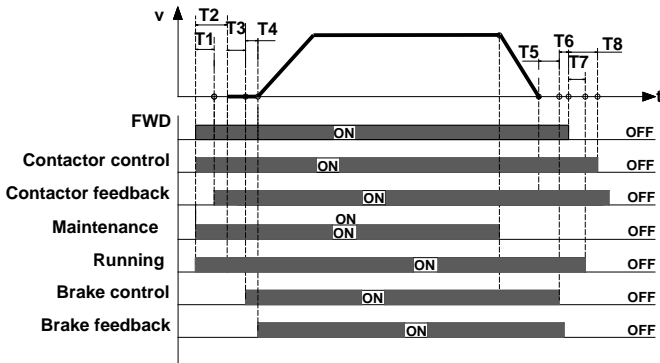 v
T2
T1
T3
T4
T5
T6
T7
T8
t
FWD
ON
OFF
Contactor control
ON
OFF
Contactor feedback
ON
OFF
Maintenance
ON
ON
OFF
Running
ON
OFF
Brake control
ON
OFF
Brake feedback
ON
OFF